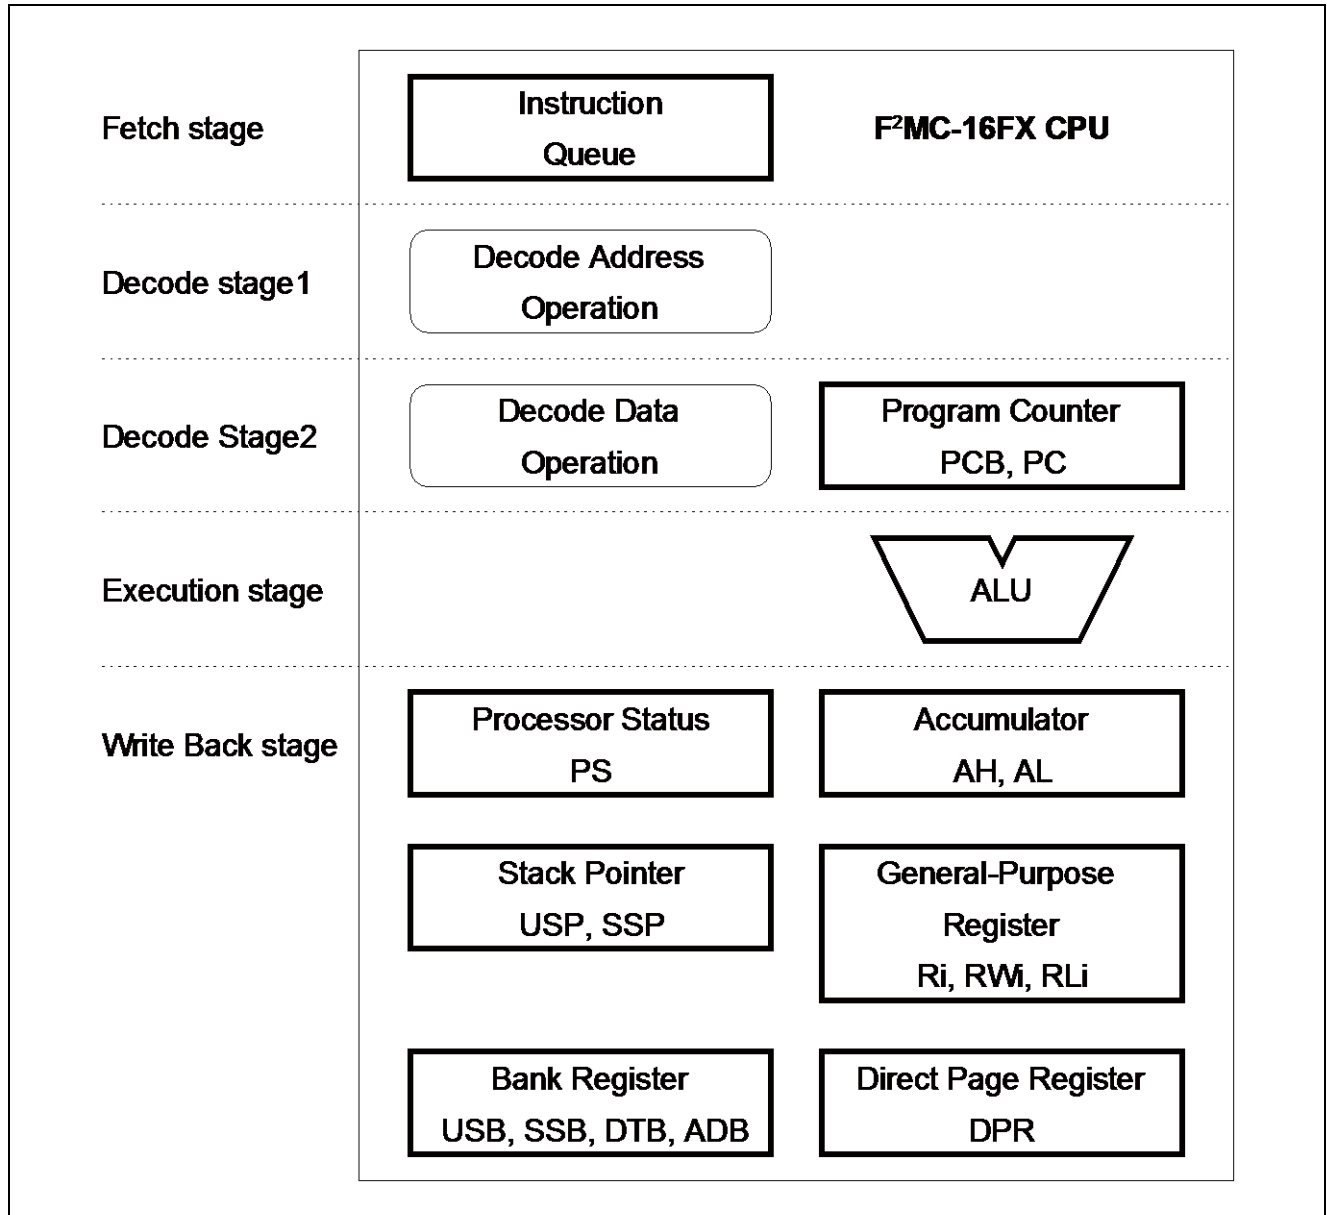 Fetch stage
Instruction
Queue
F²MC-16FX CPU
Decode stage1
Decode Address
Operation
Decode Stage2
Decode Data
Operation
Program Counter
PCB, PC
Execution stage
ALU
Write Back stage
Processor Status
PS
Accumulator
AH, AL
Stack Pointer
USP, SSP
General-Purpose
Register
Ri, RWi, RLi
Bank Register
USB, SSB, DTB, ADB
Direct Page Register
DPR